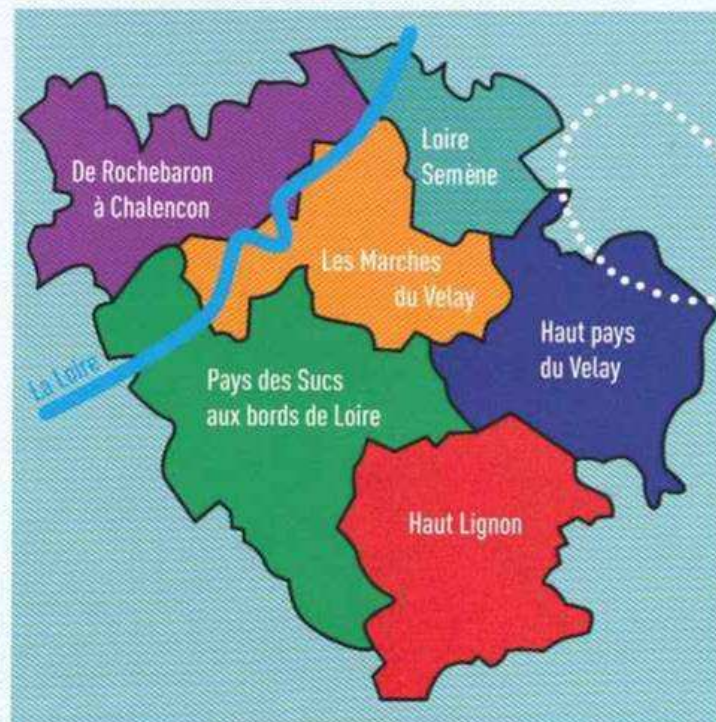 De Rochebaron
à Chalencon
Loire
Semène
Les Marches
du Velay
Haut pays
du Velay
La Loire
Pays des Sucs
aux bords de Loire
Haut Lignon